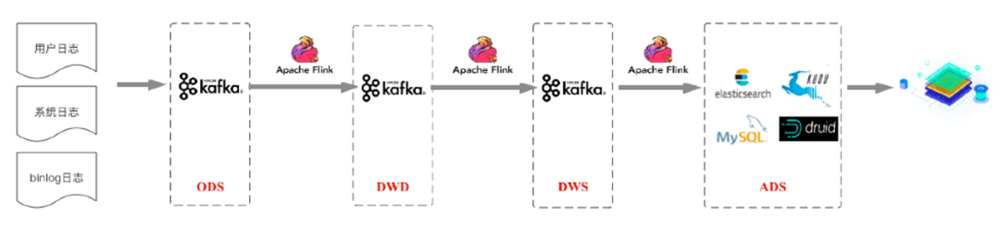 用户日志
系统日志
binlog日志
kafka®
ODS
Apache Flink
kafka®
DWD
Apache Flink
kafka®
DWS
Apache Flink
elasticsearch
KUDU
MySQL
druid
ADS